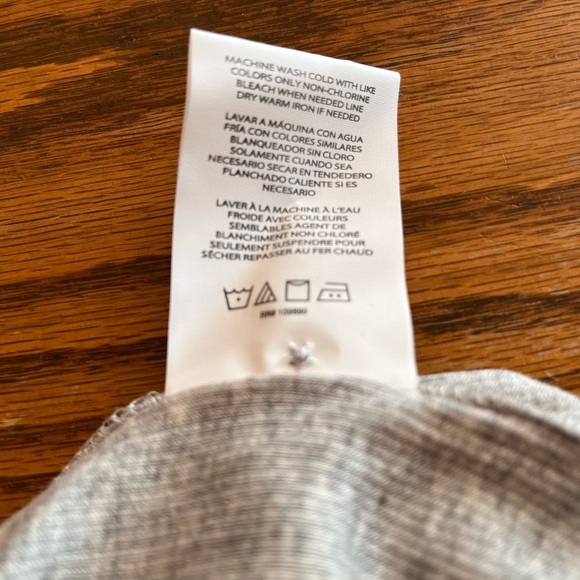 MACHINE WASH COLD WITH LIKE
COLORS ONLY NON-CHLORINE
BLEACH WHEN NEEDED LINE
DRY WARM IRON IF NEEDED
LAVAR A MÁQUINA CON AGUA
FRÍA CON COLORES SIMILARES
BLANQUEADOR SIN CLORO
SOLAMENTE CUANDO SEA
NECESARIO SECAR EN TENDEDERO
PLANCHADO CALIENTE SI ES
NECESARIO
LAVER À LA MACHINE À L'EAU
FROIDE AVEC COULEURS
SEMBLABLES AGENT DE
BLANCHIMENT NON CHLORÉ
SEULEMENT SUSPENDRE POUR
SÉCHER REPASSER AU FER CHAUD